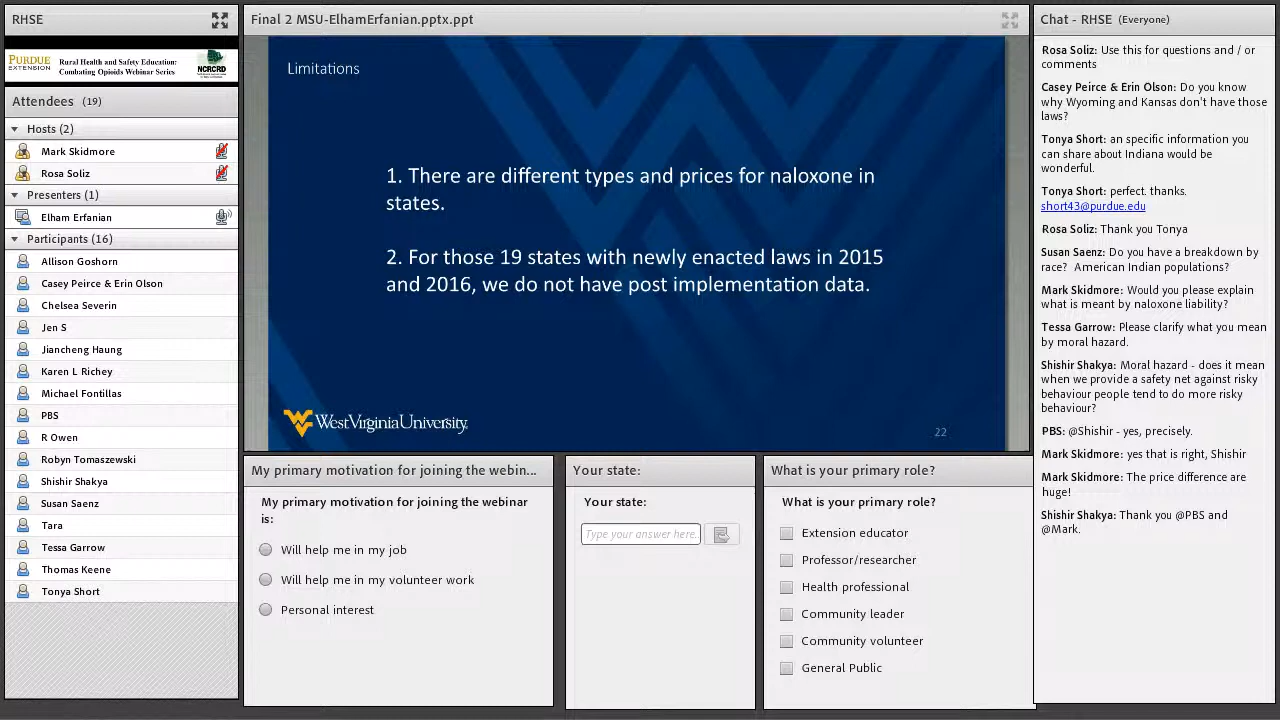 RHSE
PURDUE
EXTENSION
Rural Health and Safety Education:
Combating Opioids Webinar Series
NCRCRD
Attendees (19)
Hosts (2)
Mark Skidmore
Rosa Soliz
Presenters (1)
Elham Erfanian
Participants (16)
Allison Goshorn
Casey Peirce & Erin Olson
Chelsea Severin
Jen S
Jiancheng Haung
Karen L Richey
Michael Fontillas
PBS
R Owen
Robyn Tomaszewski
Shishir Shakya
Susan Saenz
Tara
Tessa Garrow
Thomas Keene
Tonya Short
Final 2 MSU-ElhamErfanian.pptx.ppt
Limitations
1. There are different types and prices for naloxone in
states.
2. For those 19 states with newly enacted laws in 2015
and 2016, we do not have post implementation data.
WestVirginiaUniversity.
22
My primary motivation for joining the webin...
My primary motivation for joining the webinar
is:
Will help me in my job
Will help me in my volunteer work
Personal interest
Your state:
Your state:
Type your answer here..
What is your primary role?
What is your primary role?
Extension educator
Professor/researcher
Health professional
Community leader
Community volunteer
General Public
Chat - RHSE (Everyone)
Rosa Soliz: Use this for questions and / or
comments
Casey Peirce & Erin Olson: Do you know
why Wyoming and Kansas don't have those
laws?
Tonya Short: an specific information you
can share about Indiana would be
wonderful.
Tonya Short: perfect. thanks.
short43@purdue.edu
Rosa Soliz: Thank you Tonya
Susan Saenz: Do you have a breakdown by
race? American Indian populations?
Mark Skidmore: Would you please explain
what is meant by naloxone liability?
Tessa Garrow: Please clarify what you mean
by moral hazard.
Shishir Shakya: Moral hazard - does it mean
when we provide a safety net against risky
behaviour people tend to do more risky
behaviour?
PBS: @Shishir - yes, precisely.
Mark Skidmore: yes that is right, Shishir
Mark Skidmore: The price difference are
huge!
Shishir Shakya: Thank you @PBS and
@Mark.